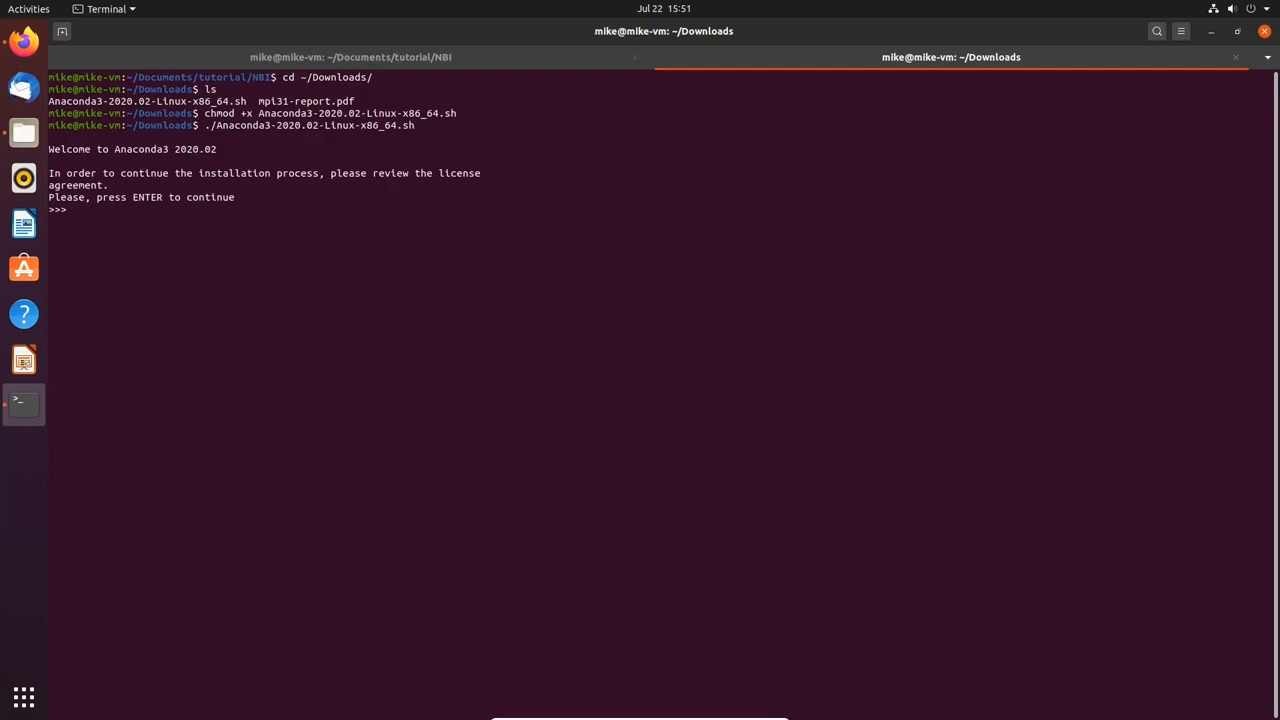 Activities
Terminal
Jul 22 15:51
mike@mike-vm: ~/Downloads
mike@mike-vm: ~/Documents/tutorial/NBI
mike@mike-vm: ~/Downloads
mike@mike-vm:~/Documents/tutorial/NBI$ cd ~/Downloads/
mike@mike-vm:~/Downloads$ ls
Anaconda3-2020.02-Linux-x86_64.sh  mpi31-report.pdf
mike@mike-vm:~/Downloads$ chmod +x Anaconda3-2020.02-Linux-x86_64.sh
mike@mike-vm:~/Downloads$ ./Anaconda3-2020.02-Linux-x86_64.sh
Welcome to Anaconda3 2020.02
In order to continue the installation process, please review the license
agreement.
Please, press ENTER to continue
>>>